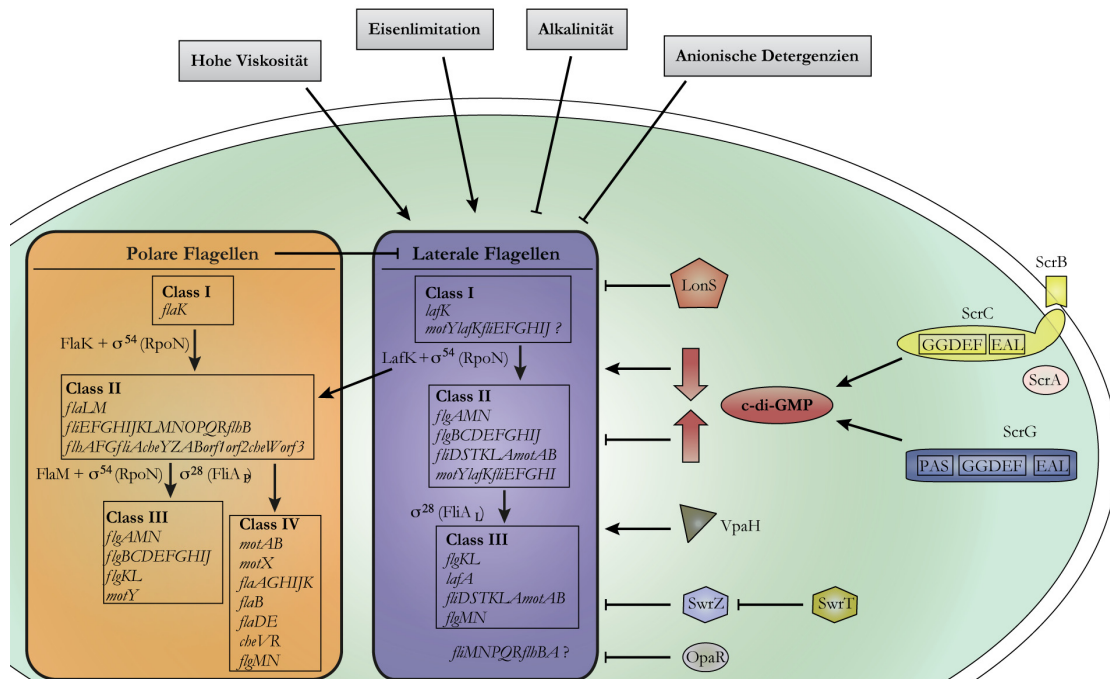 Eisenlimitation
Alkalinität
Hohe Viskosität
Anionische Detergenzien
Polare Flagellen
Class I
flaK
FlaK + σ⁵⁴ (RpoN)
Class II
flaLM
fliEFGHIJKLMNOPQRflhB
flhAFGfliAcheYZABorf1orf2cheWorf3
FlaM + σ⁵⁴ (RpoN)
σ²⁸ (FliA P)
Class III
flgAMN
flgBCDEFGHIJ
flgKL
motY
Class IV
motAB
motX
flaAGHIJK
flaB
flaDE
cheVR
flgMN
Laterale Flagellen
Class I
lafK
motYlafKfliEFGHIJ ?
LafK + σ⁵⁴ (RpoN)
Class II
flgAMN
flgBCDEFGHIJ
fliDSTKLAmotAB
motYlafKfliEFGHI
σ²⁸ (FliA L)
Class III
flgKL
lafA
fliDSTKLAmotAB
flgMN
fliMNPQRflhBA ?
LonS
c-di-GMP
VpaH
SwrZ
SwrT
OpaR
ScrB
ScrC
GGDEF EAL
ScrA
ScrG
PAS GGDEF EAL